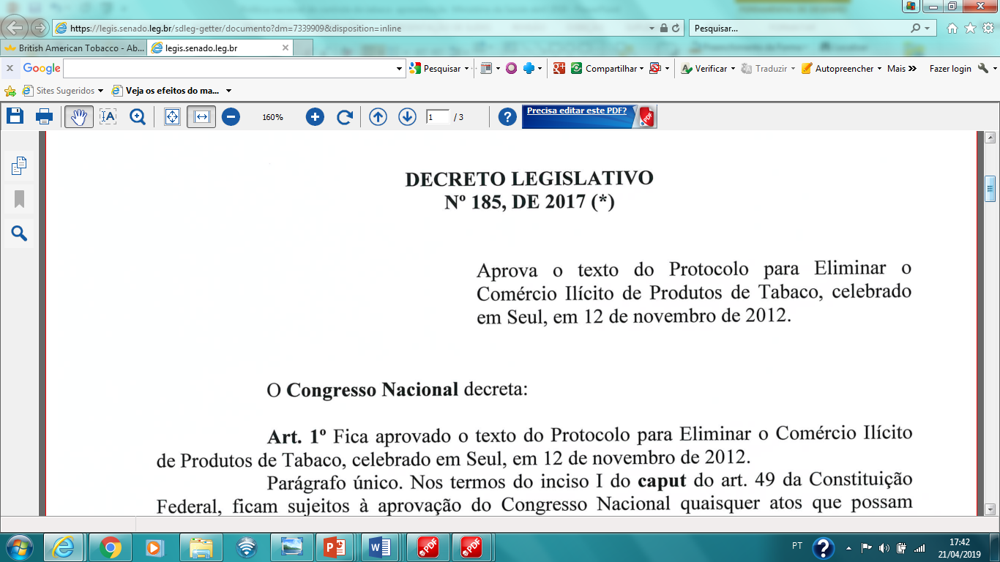 https://legis.senado.leg.br/sdleg-getter/documento?dm=7339909&disposition=inline
Pesquisar...
British American Tobacco - Ab...
legis.senado.leg.br
x Google
Pesquisar
Compartilhar
Verificar
Traduzir
Autopreencher
Mais »
Fazer login
Sites Sugeridos
Veja os efeitos do ma...
160%
1 / 3
Precisa editar este PDF?
PDF
DECRETO LEGISLATIVO
Nº 185, DE 2017 (*)
Aprova o texto do Protocolo para Eliminar o
Comércio Ilícito de Produtos de Tabaco, celebrado
em Seul, em 12 de novembro de 2012.
O Congresso Nacional decreta:
Art. 1º Fica aprovado o texto do Protocolo para Eliminar o Comércio Ilícito
de Produtos de Tabaco, celebrado em Seul, em 12 de novembro de 2012.
Parágrafo único. Nos termos do inciso I do caput do art. 49 da Constituição
Federal, ficam sujeitos à aprovação do Congresso Nacional quaisquer atos que possam
PDF
PDF
PT
17:42
21/04/2019